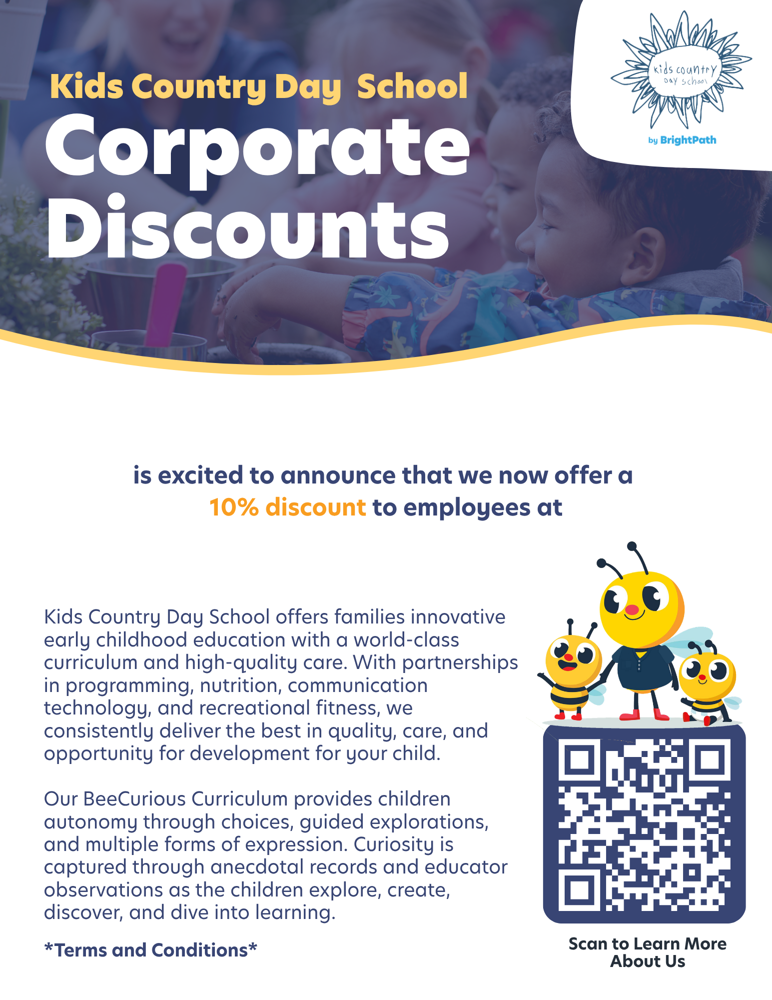 kids country
Day school
by BrightPath
Kids Country Day School
Corporate
Discounts
is excited to announce that we now offer a
10% discount to employees at
Kids Country Day School offers families innovative
early childhood education with a world-class
curriculum and high-quality care. With partnerships
in programming, nutrition, communication
technology, and recreational fitness, we
consistently deliver the best in quality, care, and
opportunity for development for your child.
Our BeeCurious Curriculum provides children
autonomy through choices, guided explorations,
and multiple forms of expression. Curiosity is
captured through anecdotal records and educator
observations as the children explore, create,
discover, and dive into learning.
*Terms and Conditions*
Scan to Learn More
About Us